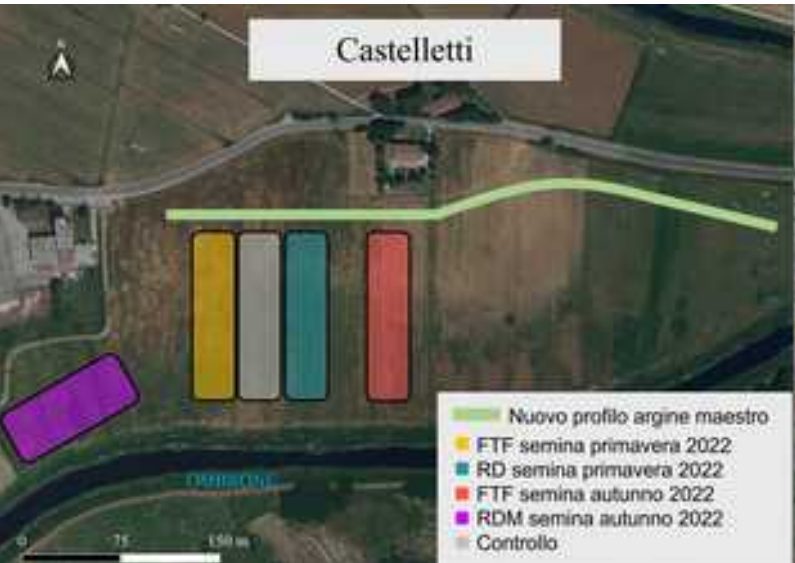 Castelletti
N
OMBRONE
Nuovo profilo argine maestro
FTF semina primavera 2022
RD semina primavera 2022
FTF semina autunno 2022
RDM semina autunno 2022
Controllo
0 75 150 m